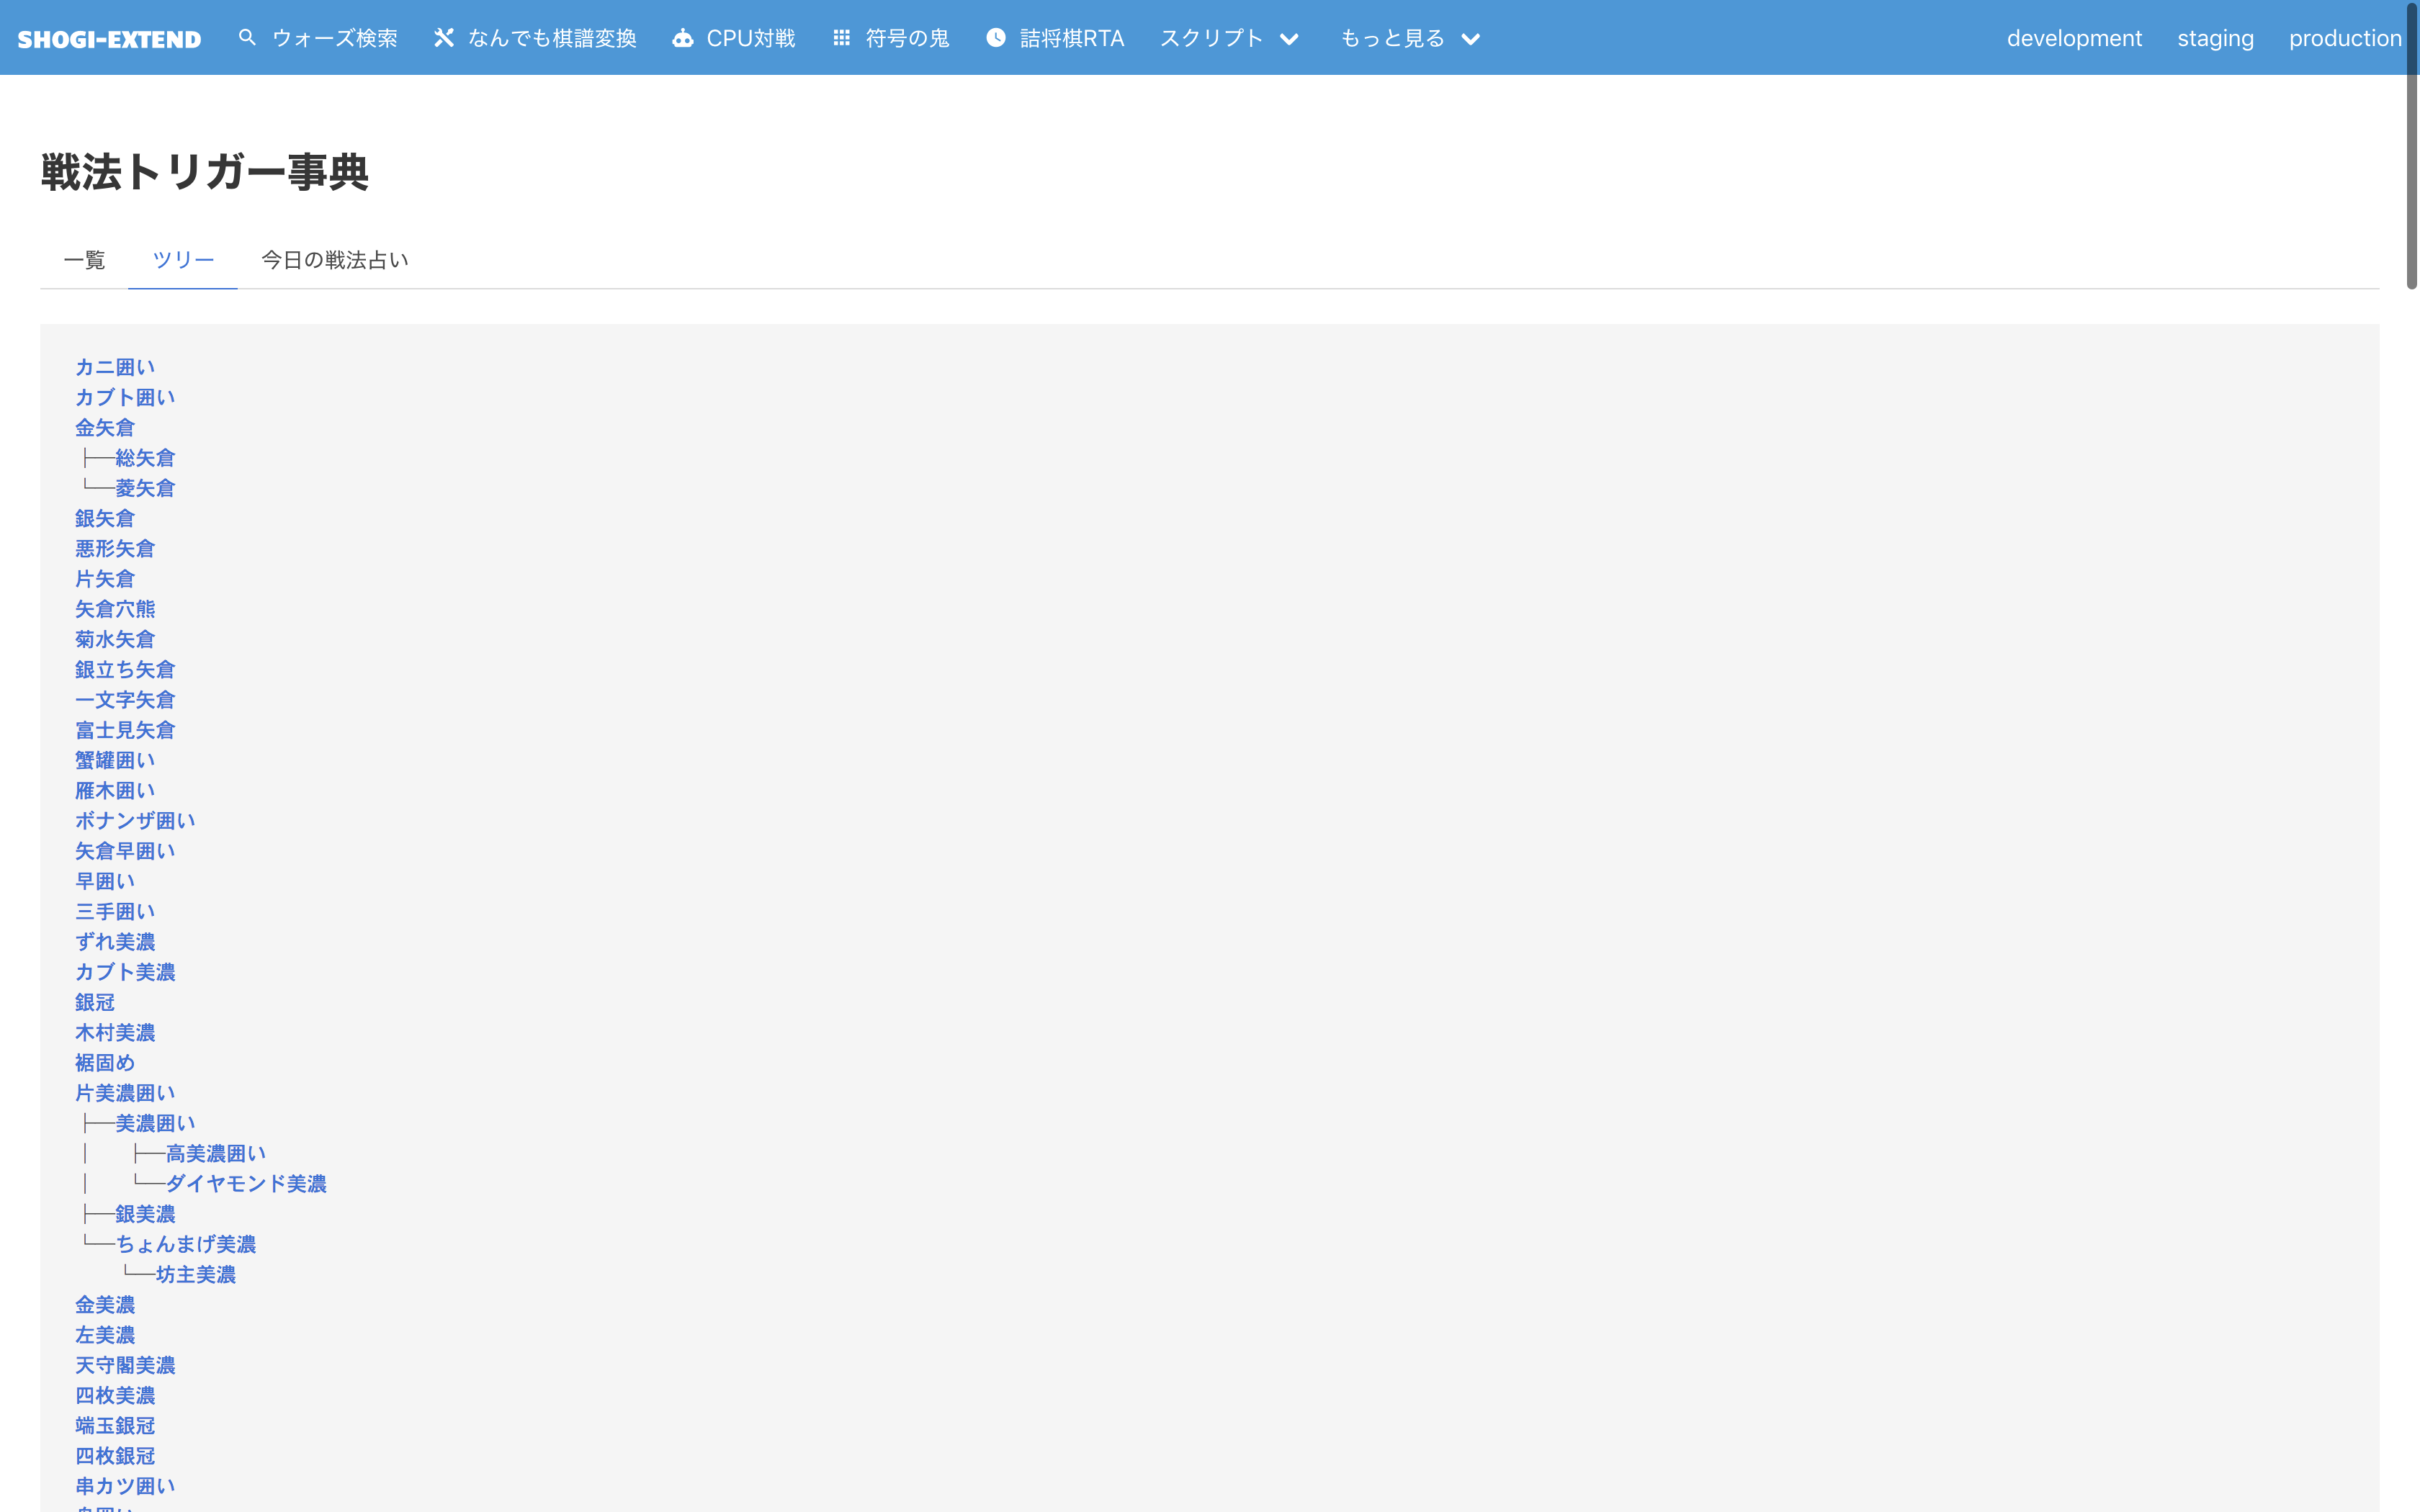 SHOGI-EXTEND ウォーズ検索 なんでも棋譜変換 CPU対戦 符号の鬼 詰将棋RTA スクリプト もっと見る development staging production
戦法トリガー事典
一覧 ツリー 今日の戦法占い
カニ囲い
カブト囲い
金矢倉
├─総矢倉
└─菱矢倉
銀矢倉
悪形矢倉
片矢倉
矢倉穴熊
菊水矢倉
銀立ち矢倉
一文字矢倉
富士見矢倉
蟹罐囲い
雁木囲い
ボナンザ囲い
矢倉早囲い
早囲い
三手囲い
ずれ美濃
カブト美濃
銀冠
木村美濃
裾固め
片美濃囲い
├─美濃囲い
│ ├─高美濃囲い
│ └─ダイヤモンド美濃
├─銀美濃
└─ちょんまげ美濃
└─坊主美濃
金美濃
左美濃
天守閣美濃
四枚美濃
端玉銀冠
四枚銀冠
串カツ囲い